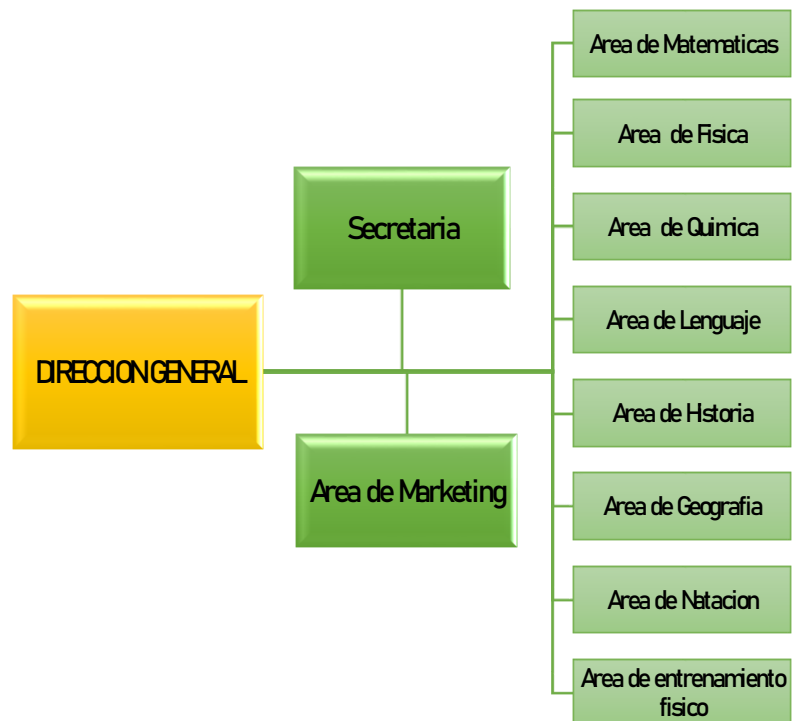 Area de Matematicas
Area de Fisica
Secretaria
Area de Quimica
Area de Lenguaje
DIRECCION GENERAL
Area de Hstoria
Area de Marketing
Area de Geografia
Area de Natacion
Area de entrenamiento
fisico